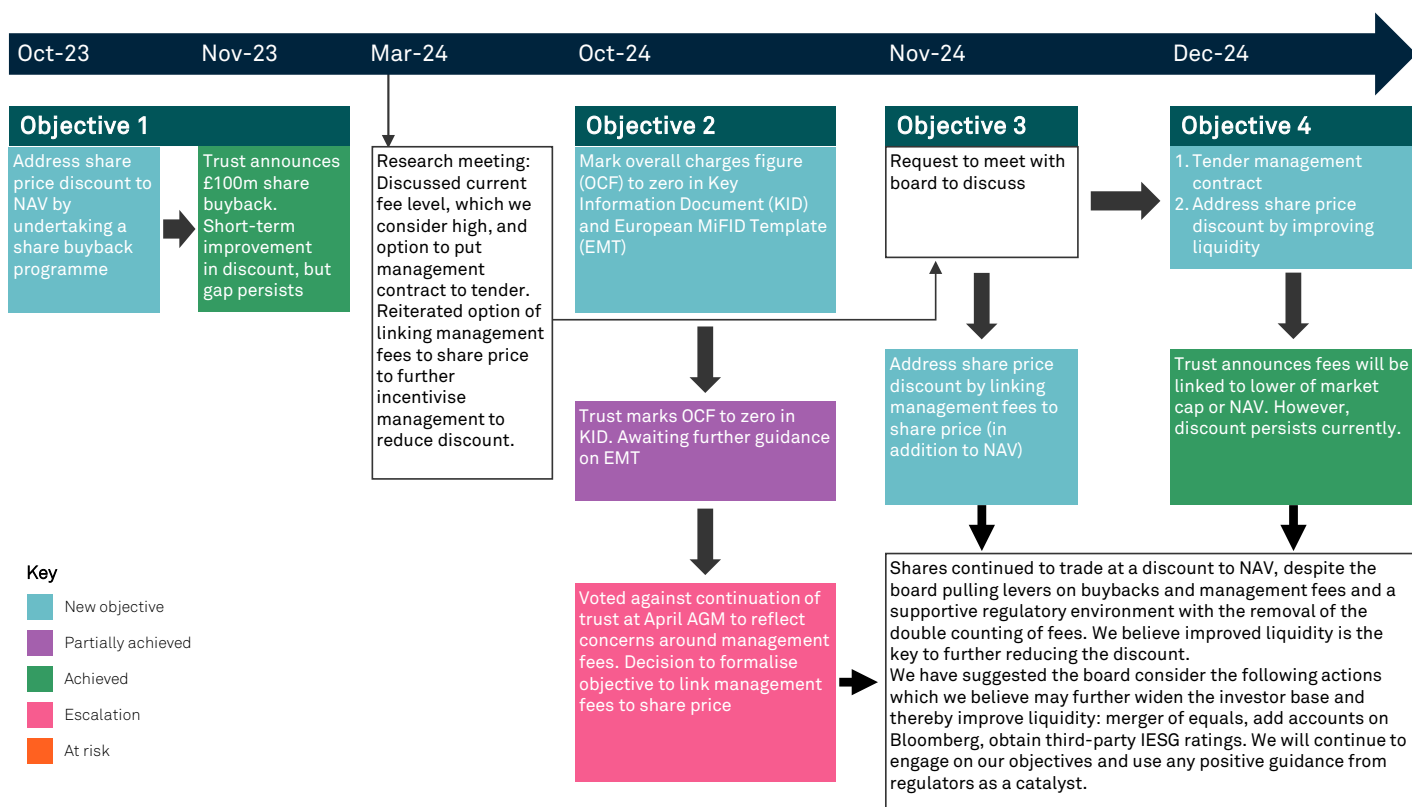 Oct-23
Nov-23
Mar-24
Oct-24
Nov-24
Dec-24
Objective 1
Address share
price discount to
NAV by
undertaking a
share buyback
programme
Trust announces
£100m share
buyback.
Short-term
improvement
in discount, but
gap persists
Research meeting:
Discussed current
fee level, which we
consider high, and
option to put
management
contract to tender.
Reiterated option of
linking management
fees to share price
to further
incentivise
management to
reduce discount.
Objective 2
Mark overall charges figure
(OCF) to zero in Key
Information Document (KID)
and European MiFID Template
(EMT)
Trust marks OCF to zero in
KID. Awaiting further guidance
on EMT
Voted against continuation of
trust at April AGM to reflect
concerns around management
fees. Decision to formalise
objective to link management
fees to share price
Objective 3
Request to meet with
board to discuss
Address share price
discount by linking
management fees to
share price (in
addition to NAV)
Objective 4
1. Tender management
contract
2. Address share price
discount by improving
liquidity
Trust announces fees will be
linked to lower of market
cap or NAV. However,
discount persists currently.
Shares continued to trade at a discount to NAV, despite the
board pulling levers on buybacks and management fees and a
supportive regulatory environment with the removal of the
double counting of fees. We believe improved liquidity is the
key to further reducing the discount.
We have suggested the board consider the following actions
which we believe may further widen the investor base and
thereby improve liquidity: merger of equals, add accounts on
Bloomberg, obtain third-party IESG ratings. We will continue to
engage on our objectives and use any positive guidance from
regulators as a catalyst.
Key
New objective
Partially achieved
Achieved
Escalation
At risk